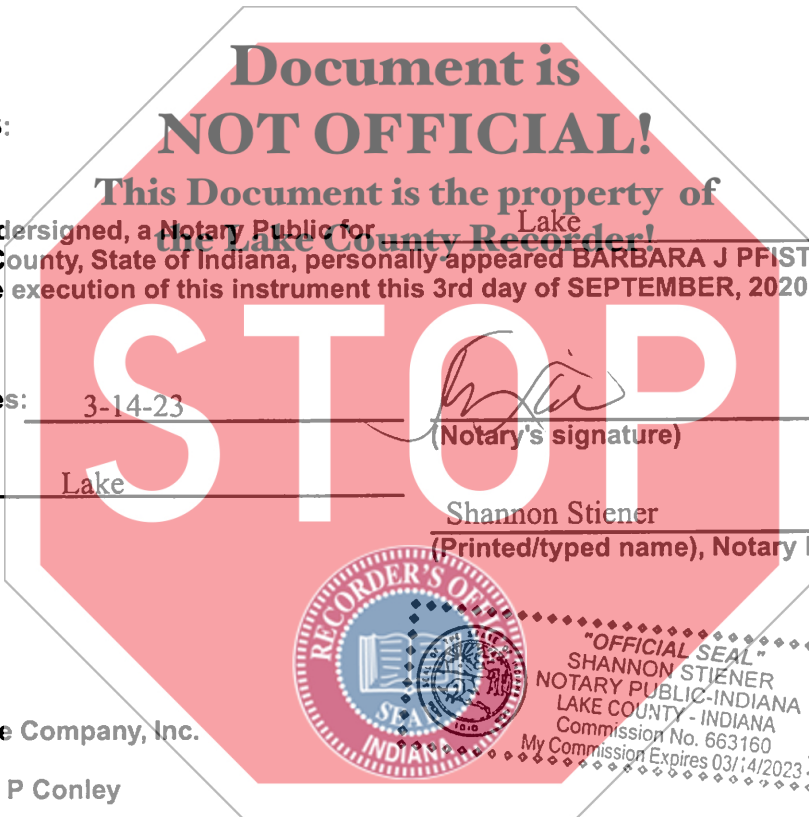 Document is
NOT OFFICIAL!
This Document is the property of
the Lake County Recorder!
dersigned, a Notary Public for Lake
County, State of Indiana, personally appeared BARBARA J PFIST
e execution of this instrument this 3rd day of SEPTEMBER, 2020
STOP
es: 3-14-23
(Notary's signature)
Lake
Shannon Stiener
(Printed/typed name), Notary
RECORDER'S OFFICE
SEAL
INDIANA
"OFFICIAL SEAL"
SHANNON STIENER
NOTARY PUBLIC-INDIANA
LAKE COUNTY - INDIANA
Commission No. 663160
My Commission Expires 03/14/2023
e Company, Inc.
P Conley